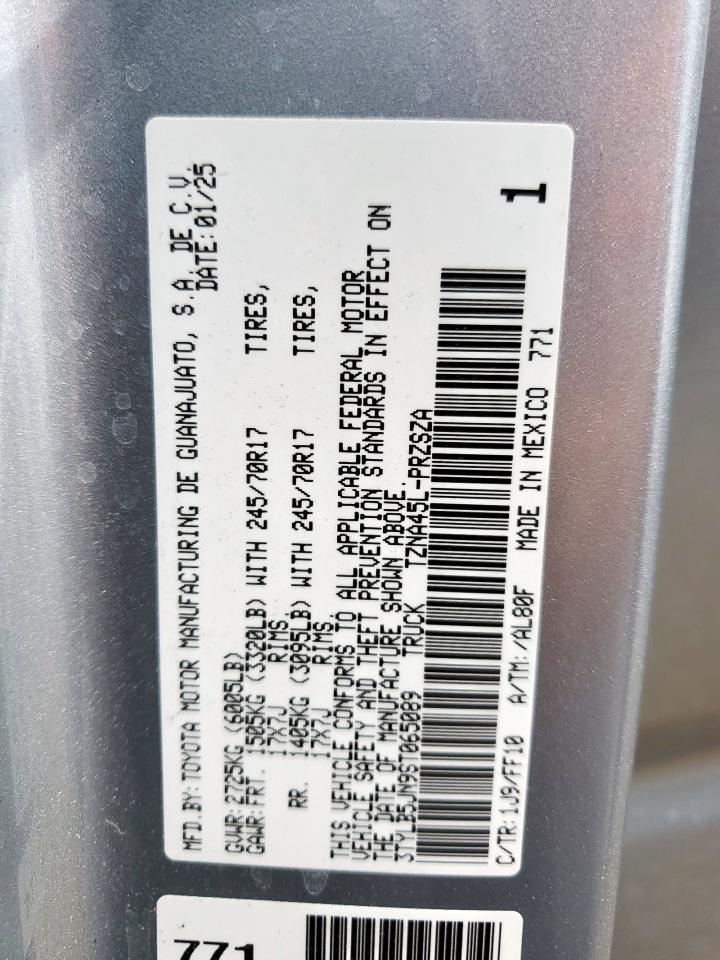 MFD.BY: TOYOTA MOTOR MANUFACTURING DE GUANAJUATO, S.A. DE C.V.
DATE: 01/25
GVWR: 2725KG (6005LB)
GAWR: FRT. 1505KG (3320LB) WITH 245/70R17 TIRES,
17X7J RIMS.
RR. 1405KG (3095LB) WITH 245/70R17 TIRES,
17X7J RIMS.
THIS VEHICLE CONFORMS TO ALL APPLICABLE FEDERAL MOTOR
VEHICLE SAFETY AND THEFT PREVENTION STANDARDS IN EFFECT ON
THE DATE OF MANUFACTURE SHOWN ABOVE.
3TYLB5JN9ST065089 TRUCK TZNA45L-PRZSZA
C/TR: 1J9/FF10 A/TM: /AL80F MADE IN MEXICO 771
1
771